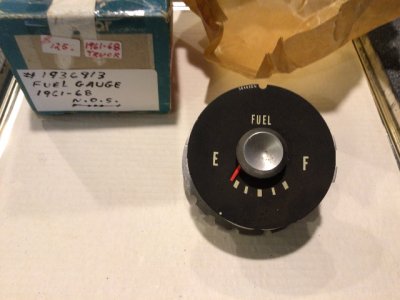 125. 1961-68
TRUCK
#1936913
FUEL GAUGE
1961-68
N.O.S.
FUEL
E F